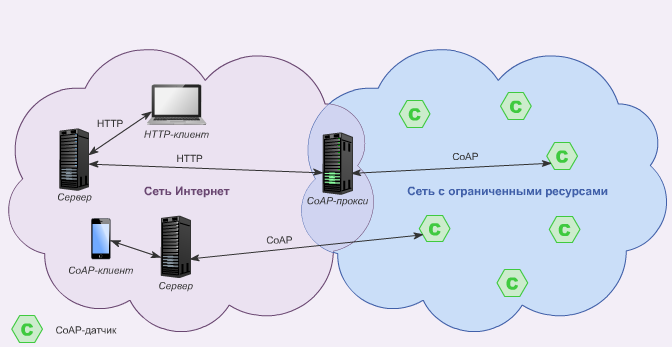 C
C
HTTP
HTTP-клиент
C
HTTP
CoAP
Сервер
Сеть Интернет
CoAP-прокси
Сеть с ограниченными ресурсами
C
C
CoAP
CoAP-клиент
Сервер
C
C
CoAP-датчик